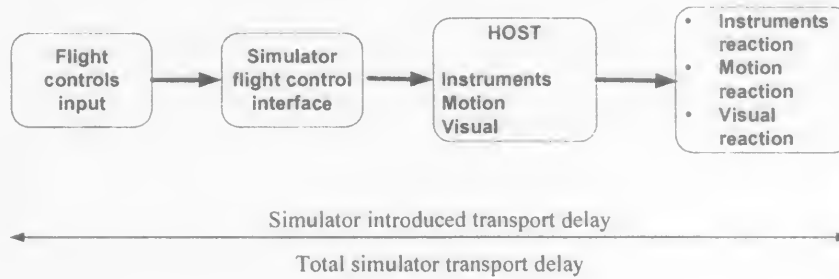 Flight
controls
input
Simulator
flight control
interface
HOST
Instruments
Motion
Visual
• Instruments
reaction
• Motion
reaction
• Visual
reaction
Simulator introduced transport delay
Total simulator transport delay